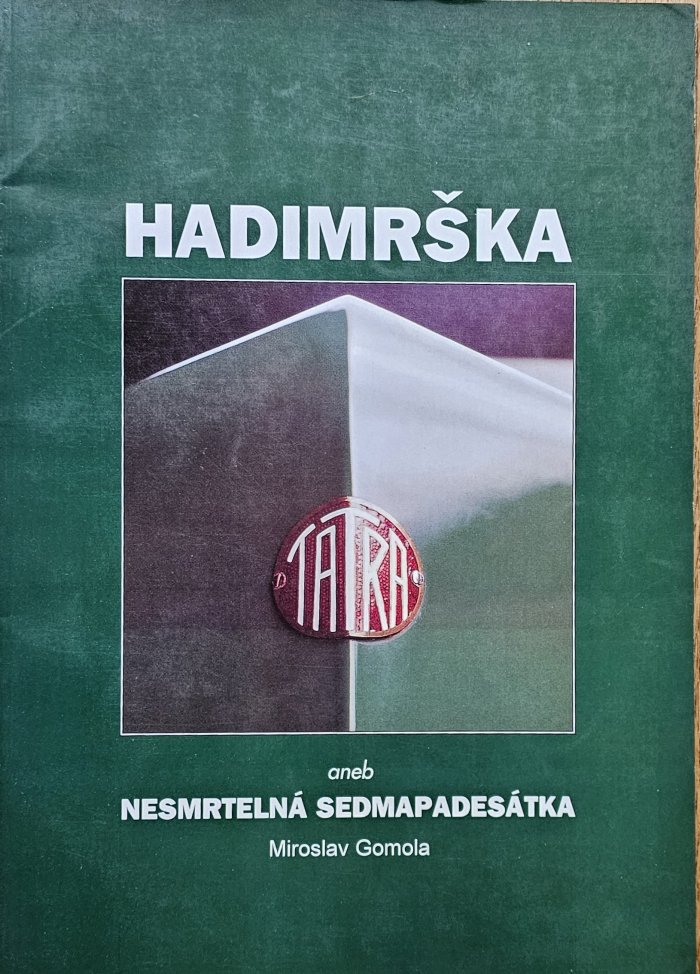 HADIMRŠKA
TATRA
aneb
NESMRTELNÁ SEDMAPADESÁTKA
Miroslav Gomola